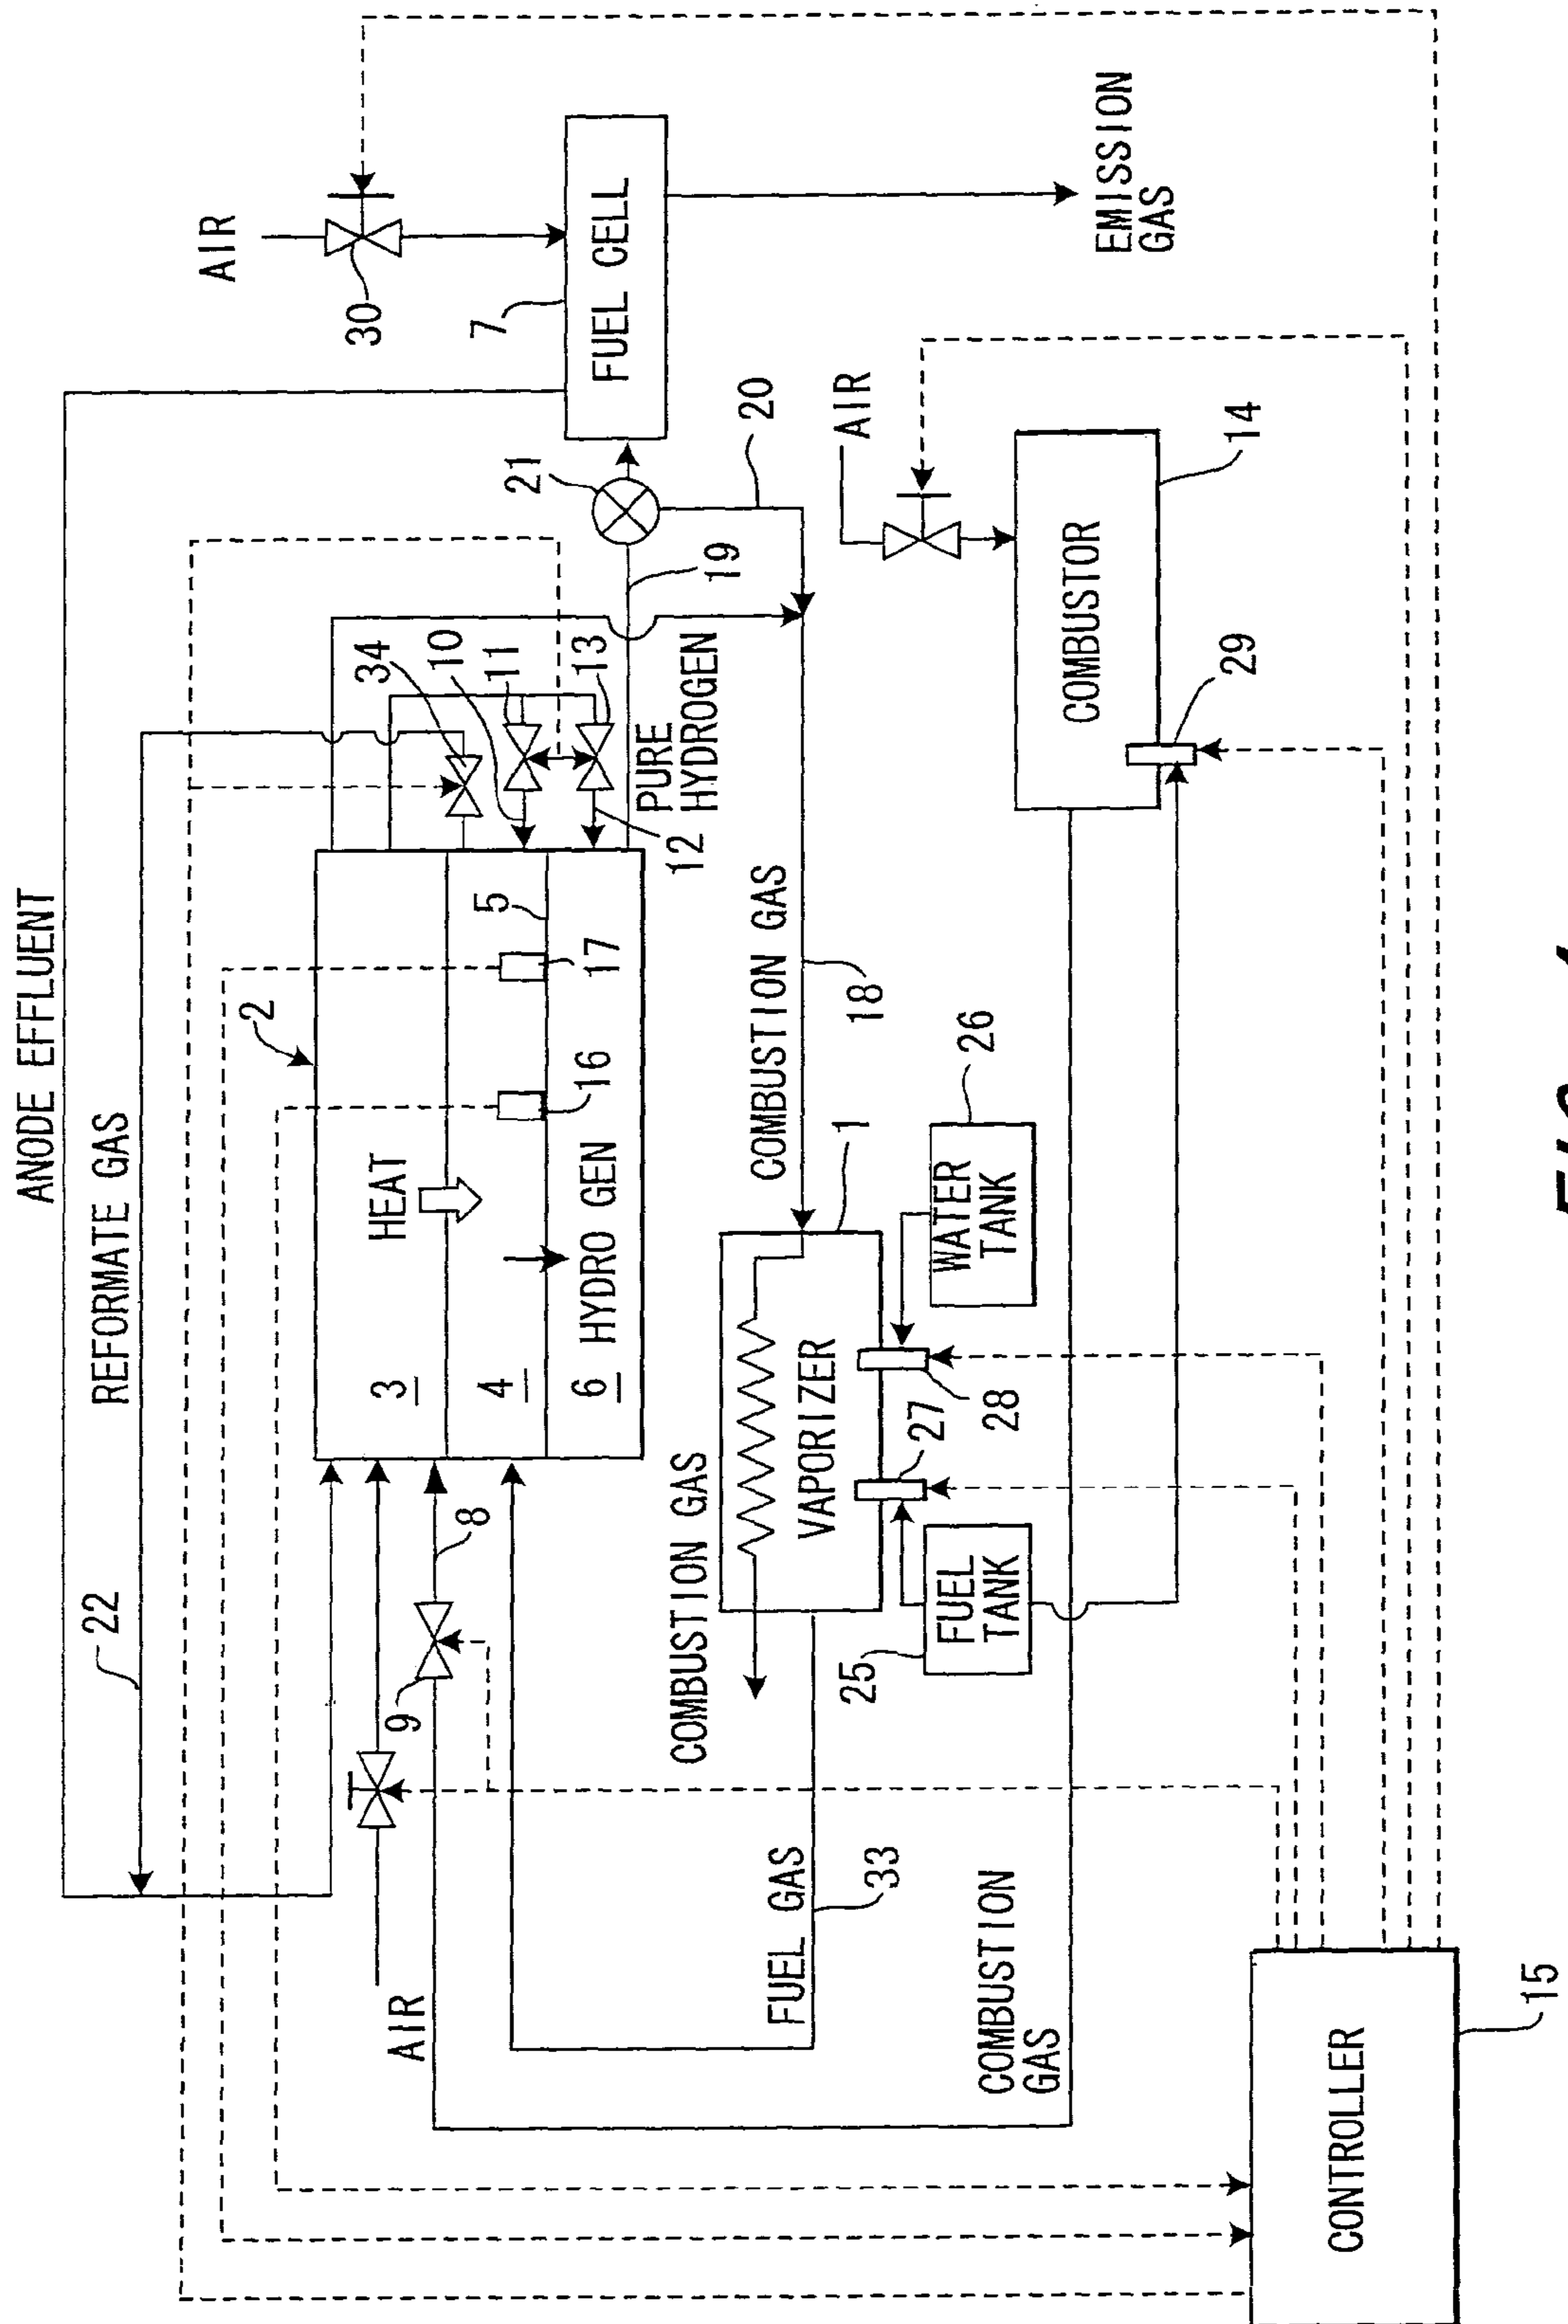 ANODE EFFLUENT
22
REFORMATE GAS
AIR
2
34
30
AIR
9
8
3
HEAT
10
4
16
17
5
11
7
21
6
HYDRO GEN
13
FUEL CELL
COMBUSTION GAS
12
PURE
HYDROGEN
19
20
FUEL GAS
33
VAPORIZER
1
COMBUSTION GAS
18
AIR
25
27
28
26
FUEL
TANK
WATER
TANK
COMBUSTION
GAS
COMBUSTOR
EMISSION
GAS
29
14
CONTROLLER
15